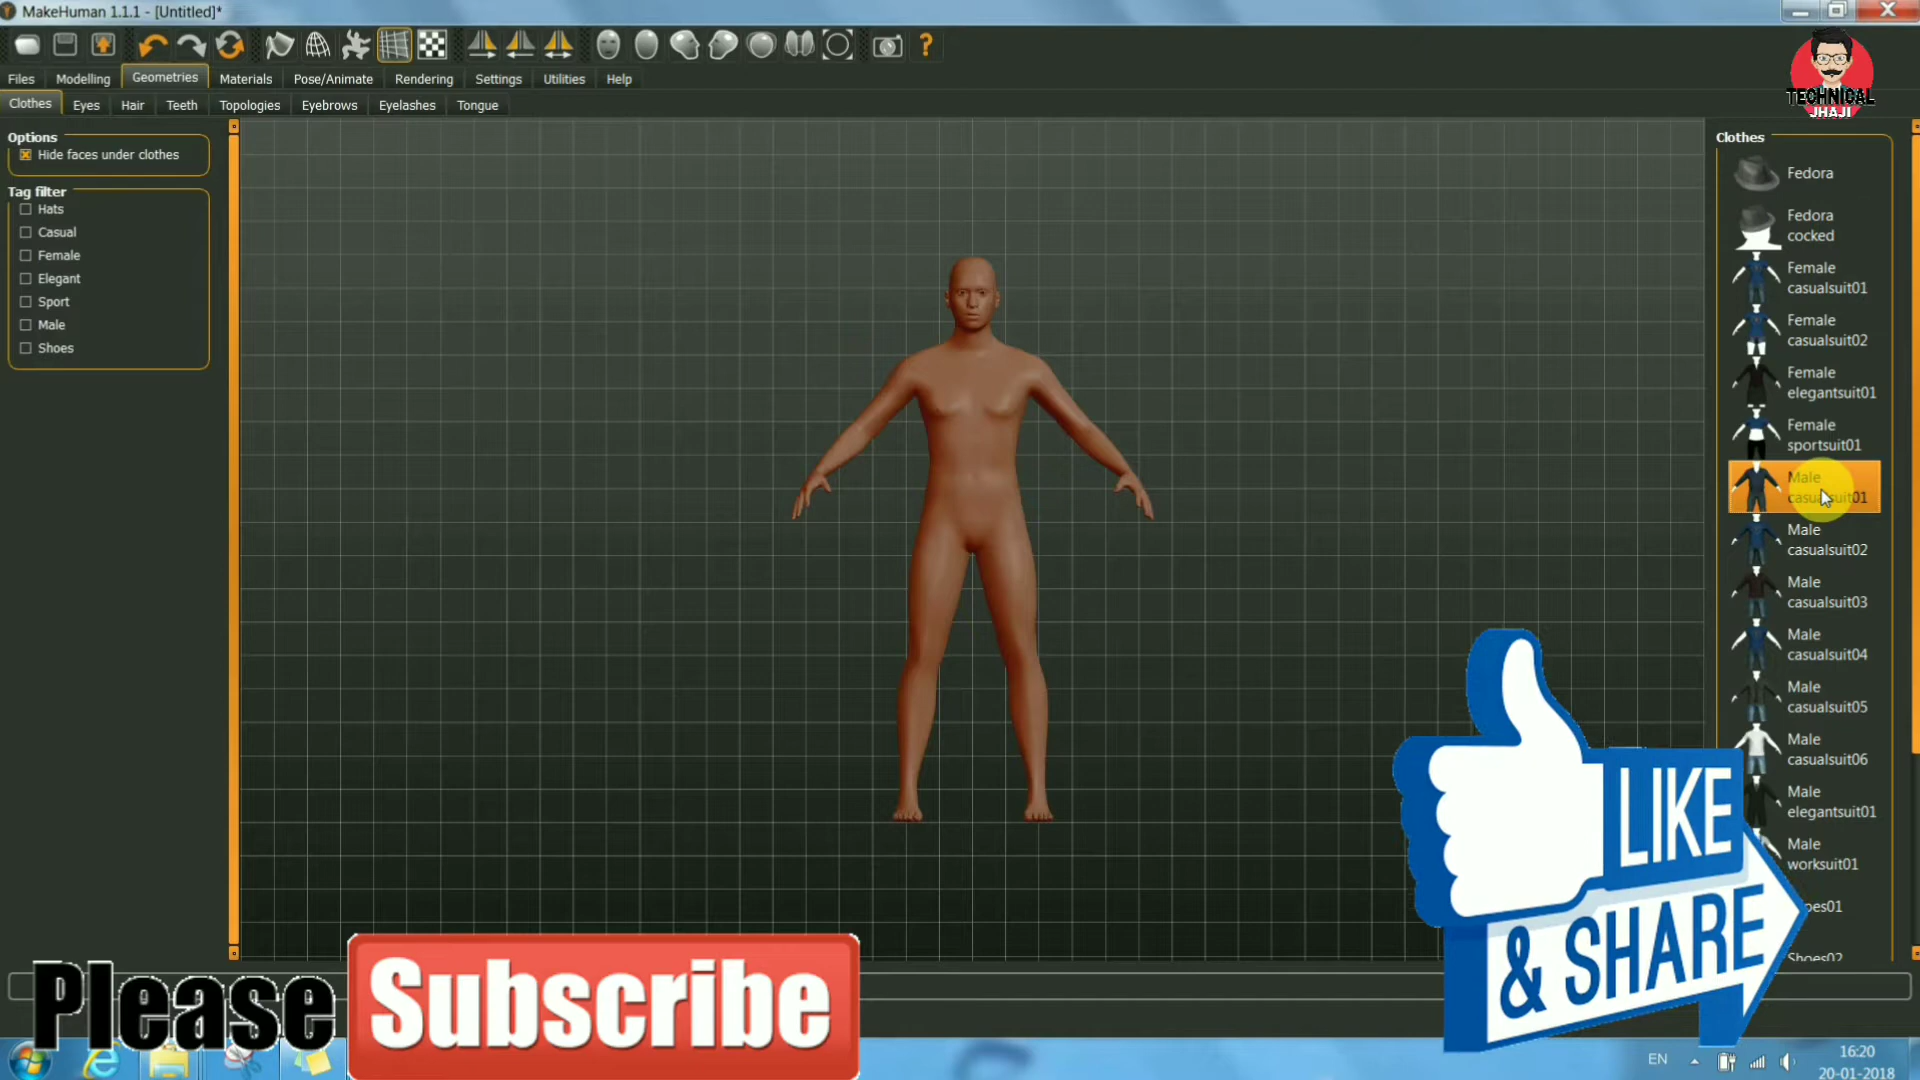 MakeHuman 1.1.1 - [Untitled]*
TECHNICAL
JHAJI
Files Modelling Geometries Materials Pose/Animate Rendering Settings Utilities Help
Clothes Eyes Hair Teeth Topologies Eyebrows Eyelashes Tongue
Options
Hide faces under clothes
Tag filter
Hats
Casual
Female
Elegant
Sport
Male
Shoes
Clothes
Fedora
Fedora
cocked
Female
casualsuit01
Female
casualsuit02
Female
elegantsuit01
Female
sportsuit01
Male
casualsuit01
Male
casualsuit02
Male
casualsuit03
Male
casualsuit04
Male
casualsuit05
Male
casualsuit06
Male
elegantsuit01
Male
worksuit01
oes01
Shoes02
LIKE
& SHARE
Please Subscribe
EN
16:20
20-01-2018